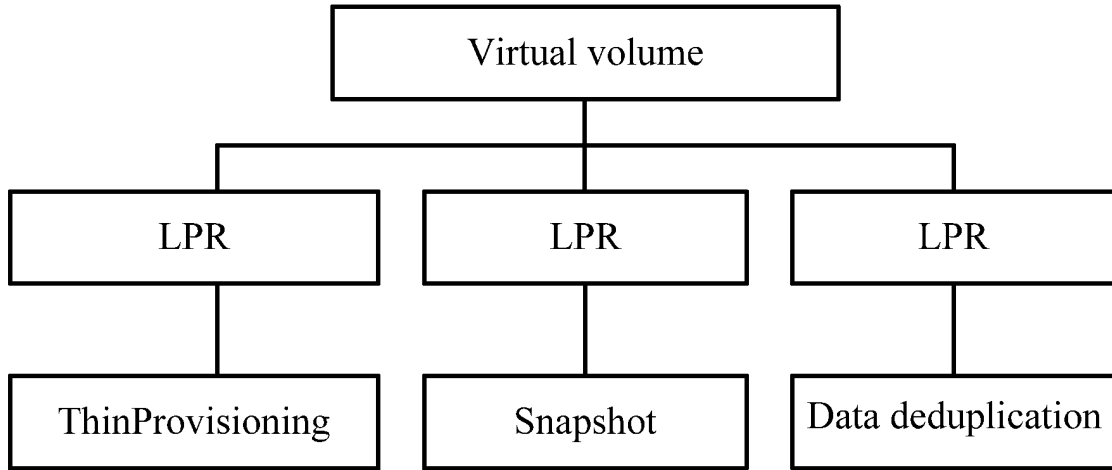 Virtual volume
LPR
LPR
LPR
ThinProvisioning
Snapshot
Data deduplication